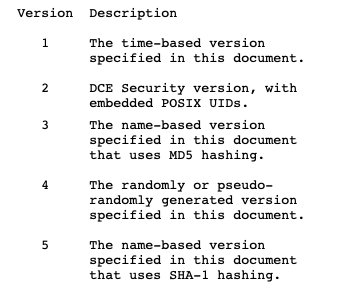 Version Description
1 The time-based version
specified in this document.
2 DCE Security version, with
embedded POSIX UIDs.
3 The name-based version
specified in this document
that uses MD5 hashing.
4 The randomly or pseudo-
randomly generated version
specified in this document.
5 The name-based version
specified in this document
that uses SHA-1 hashing.